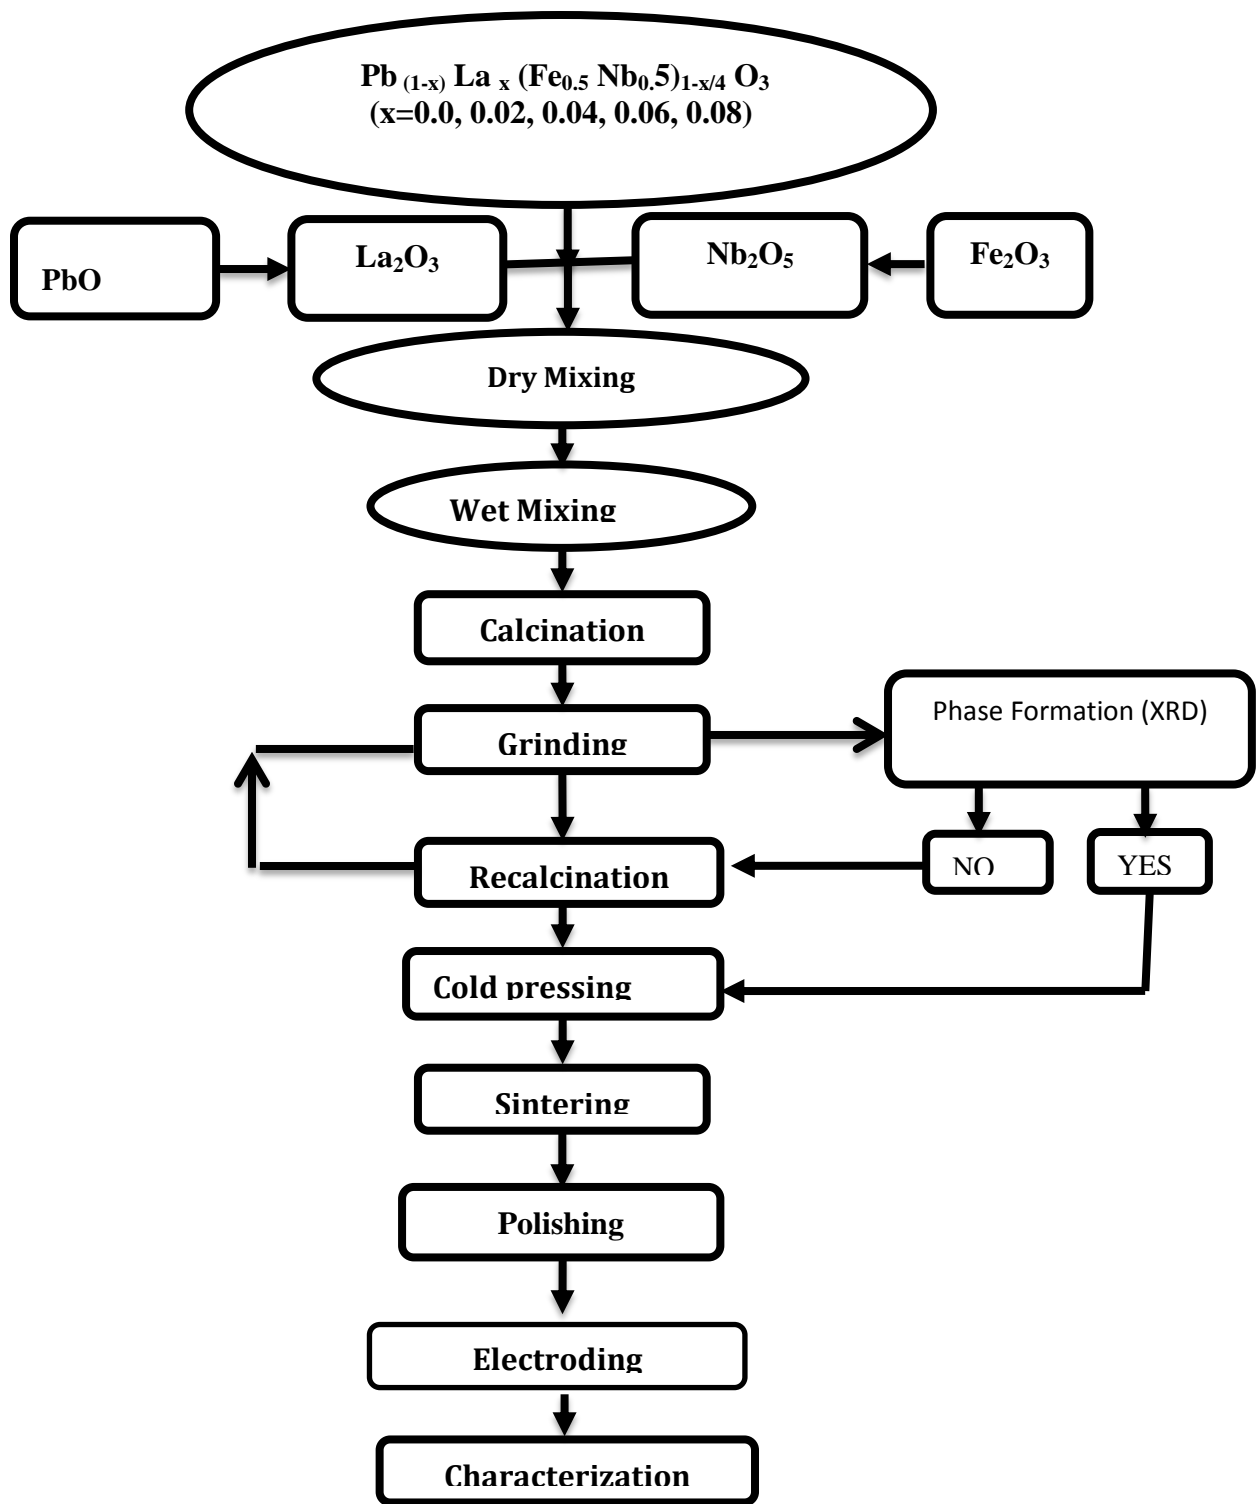 Pb (1-x) La x (Fe0.5 Nb0.5)1-x/4 O3
(x=0.0, 0.02, 0.04, 0.06, 0.08)
PbO
La2O3
Nb2O5
Fe2O3
Dry Mixing
Wet Mixing
Calcination
Grinding
Phase Formation (XRD)
NO
YES
Recalcination
Cold pressing
Sintering
Polishing
Electroding
Characterization